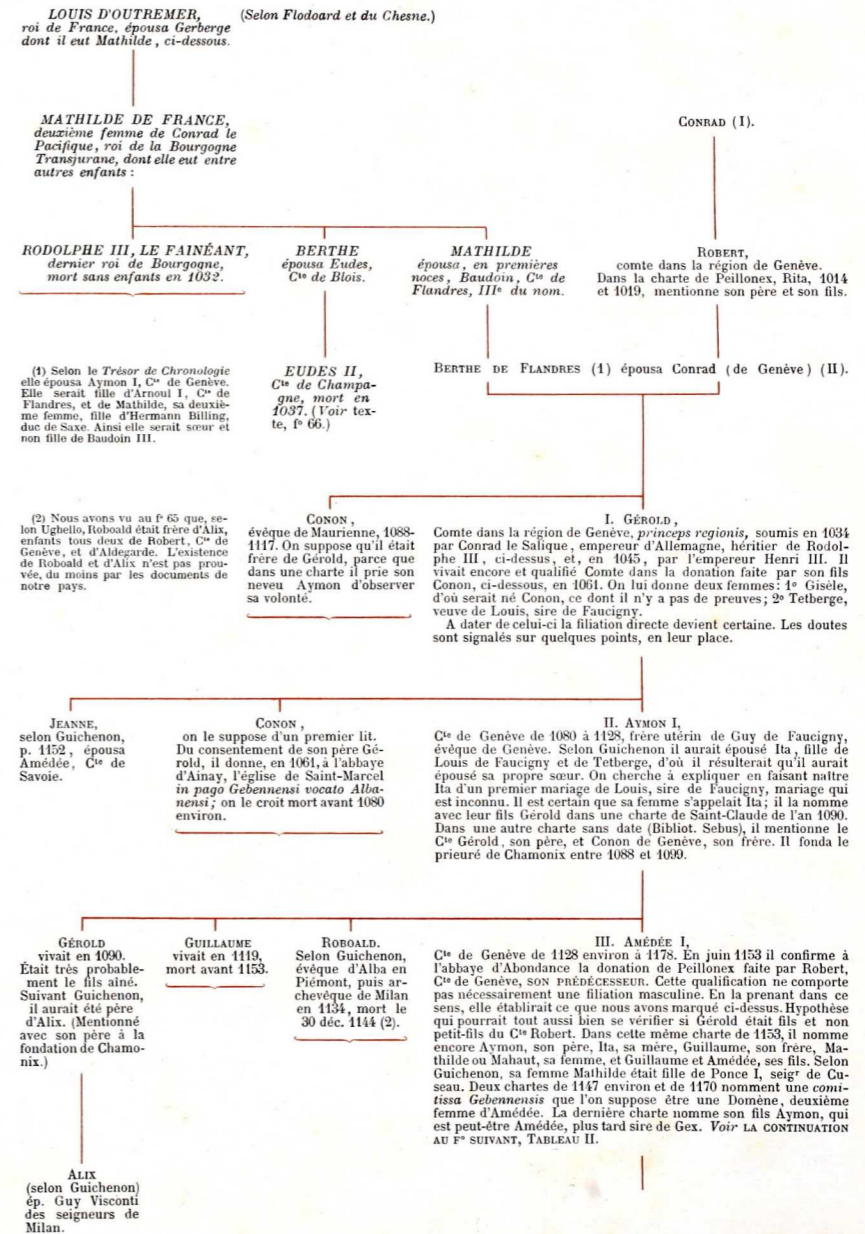 LOUIS D'OUTREMER,
roi de France, épousa Gerberge
dont il eut Mathilde, ci-dessous.
(Selon Flodoard et du Chesne.)
MATHILDE DE FRANCE,
deuxième femme de Conrad le
Pacifique, roi de la Bourgogne
Transjurane, dont elle eut entre
autres enfants :
CONRAD (I).
RODOLPHE III, LE FAINÉANT,
dernier roi de Bourgogne,
mort sans enfants en 1032.
BERTHE
épousa Eudes,
Cte de Blois.
MATHILDE
épousa, en premières
noces, Baudoin, Cte de
Flandres, IIIe du nom.
ROBERT,
comte dans la région de Genève.
Dans la charte de Peillonex, Rita, 1014
et 1019, mentionne son père et son fils.
(1) Selon le Trésor de Chronologie
elle épousa Aymon I, Cte de Genève.
Elle serait fille d'Arnoul I, Cte de
Flandres, et de Mathilde, sa deuxiè-
me femme, fille d'Hermann Billing,
duc de Saxe. Ainsi elle serait sœur et
non fille de Baudoin III.
EUDES II,
Cte de Champa-
gne, mort en
1037. (Voir tex-
te, fo 66.)
BERTHE DE FLANDRES (1) épousa Conrad (de Genève) (II).
(2) Nous avons vu au fo 65 que, se-
lon Ughello, Roboald était frère d'Alix,
enfants tous deux de Robert, Cte de
Genève, et d'Aldegarde. L'existence
de Roboald et d'Alix n'est pas prou-
vée, du moins par les documents de
notre pays.
CONON,
évêque de Maurienne, 1088-
1117. On suppose qu'il était
frère de Gérold, parce que
dans une charte il prie son
neveu Aymon d'observer
sa volonté.
I. GÉROLD,
Comte dans la région de Genève, princeps regionis, soumis en 1034
par Conrad le Salique, empereur d'Allemagne, héritier de Rodol-
phe III, ci-dessus, et, en 1045, par l'empereur Henri III. Il
vivait encore et qualifié Comte dans la donation faite par son fils
Conon, ci-dessous, en 1061. On lui donne deux femmes: 1o Gisèle,
d'où serait né Conon, ce dont il n'y a pas de preuves; 2o Tetberge,
veuve de Louis, sire de Faucigny.
A dater de celui-ci la filiation directe devient certaine. Les doutes
sont signalés sur quelques points, en leur place.
JEANNE,
selon Guichenon,
p. 1152, épousa
Amédée, Cte de
Savoie.
CONON,
on le suppose d'un premier lit.
Du consentement de son père Gé-
rold, il donne, en 1061, à l'abbaye
d'Ainay, l'église de Saint-Marcel
in pago Gebennensi vocato Alba-
nensi; on le croit mort avant 1080
environ.
II. AYMON I,
Cte de Genève de 1080 à 1128, frère utérin de Guy de Faucigny,
évêque de Genève. Selon Guichenon il aurait épousé Ita, fille de
Louis de Faucigny et de Tetberge, d'où il résulterait qu'il aurait
épousé sa propre sœur. On cherche à expliquer en faisant naître
Ita d'un premier mariage de Louis, sire de Faucigny, mariage qui
est inconnu. Il est certain que sa femme s'appelait Ita; il la nomme
avec leur fils Gérold dans une charte de Saint-Claude de l'an 1090.
Dans une autre charte sans date (Bibliot. Sebus), il mentionne le
Cte Gérold, son père, et Conon de Genève, son frère. Il fonda le
prieuré de Chamonix entre 1088 et 1099.
GÉROLD
vivait en 1090.
Était très probable-
ment le fils aîné.
Suivant Guichenon,
il aurait été père
d'Alix. (Mentionné
avec son père à la
fondation de Chamo-
nix.)
GUILLAUME
vivait en 1119,
mort avant 1153.
ROBOALD.
Selon Guichenon,
évêque d'Alba en
Piémont, puis ar-
chevêque de Milan
en 1134, mort le
30 déc. 1144 (2).
III. AMÉDÉE I,
Cte de Genève de 1128 environ à 1178. En juin 1153 il confirme à
l'abbaye d'Abondance la donation de Peillonex faite par Robert,
Cte de Genève, SON PRÉDÉCESSEUR. Cette qualification ne comporte
pas nécessairement une filiation masculine. En la prenant dans ce
sens, elle établirait ce que nous avons marqué ci-dessus. Hypothèse
qui pourrait tout aussi bien se vérifier si Gérold était fils et non
petit-fils du Cte Robert. Dans cette même charte de 1153, il nomme
encore Aymon, son père, Ita, sa mère, Guillaume, son frère, Ma-
thilde ou Mahaut, sa femme, et Guillaume et Amédée, ses fils. Selon
Guichenon, sa femme Mathilde était fille de Ponce I, seigr de Cu-
seau. Deux chartes de 1147 environ et de 1170 nomment une comi-
tissa Gebennensis que l'on suppose être une Domène, deuxième
femme d'Amédée. La dernière charte nomme son fils Aymon, qui
est peut-être Amédée, plus tard sire de Gex. Voir LA CONTINUATION
AU Fo SUIVANT, TABLEAU II.
ALIX
(selon Guichenon)
ép. Guy Visconti
des seigneurs de
Milan.